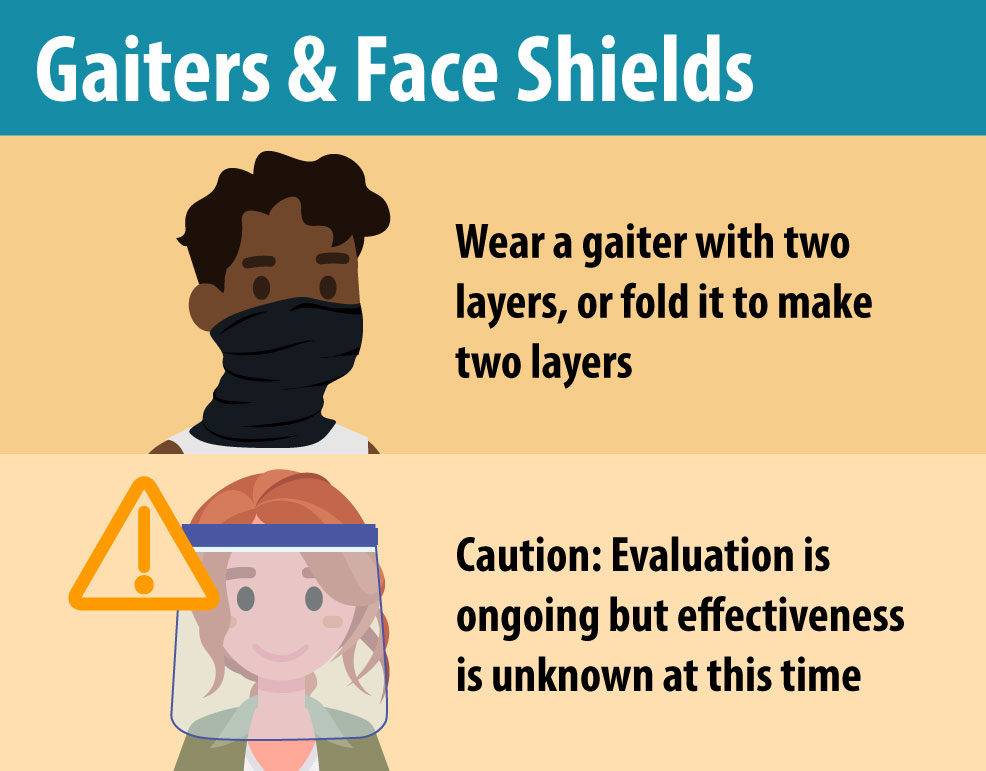 Gaiters & Face Shields
Wear a gaiter with two
layers, or fold it to make
two layers
Caution: Evaluation is
ongoing but effectiveness
is unknown at this time